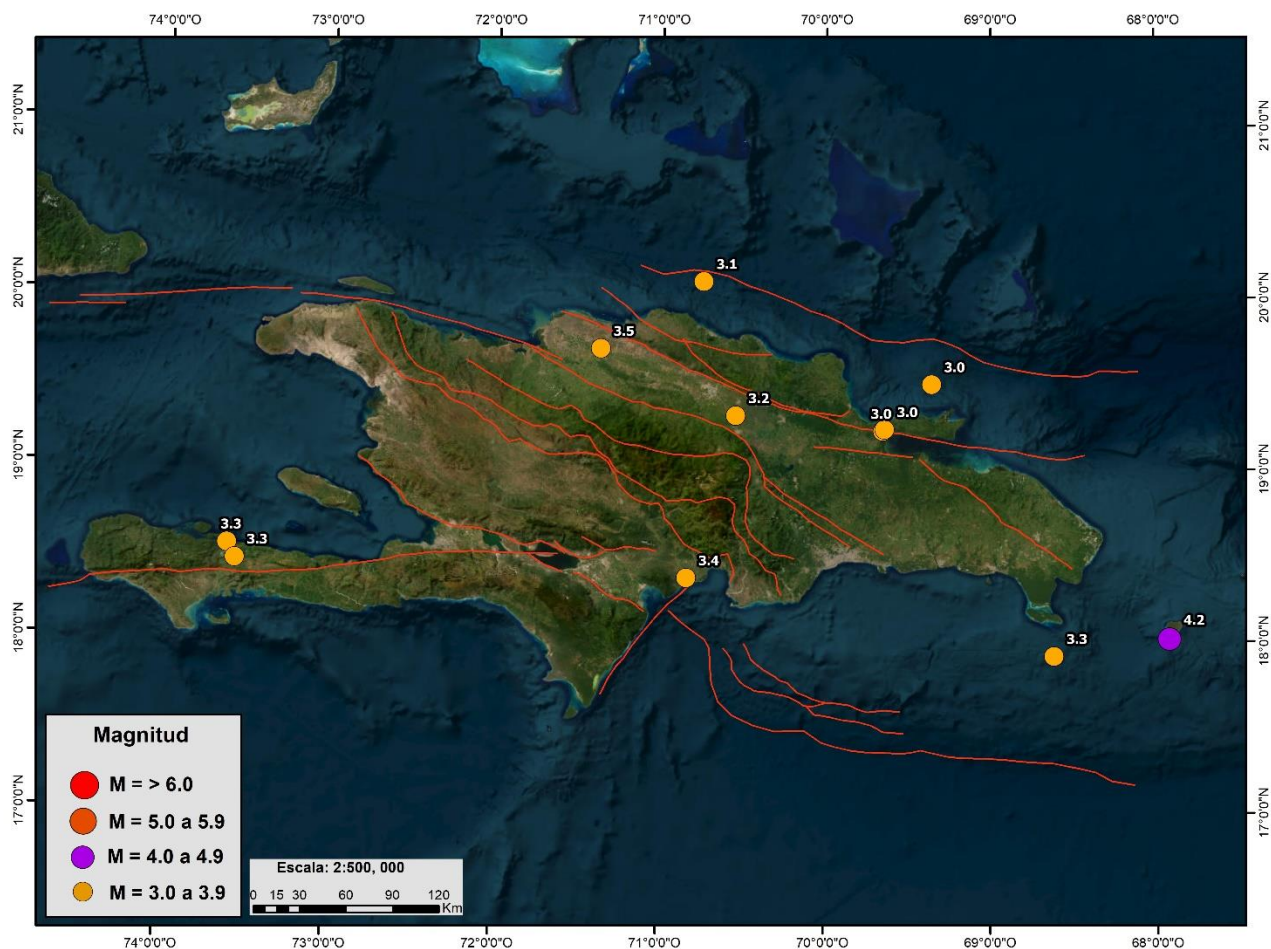 74°0'0"O 73°0'0"O 72°0'0"O 71°0'0"O 70°0'0"O 69°0'0"O 68°0'0"O
21°0'0"N
21°0'0"N
20°0'0"N
20°0'0"N
19°0'0"N
19°0'0"N
18°0'0"N
18°0'0"N
17°0'0"N
17°0'0"N
3.1
3.5
3.0
3.2
3.0 3.0
3.3
3.3
3.4
4.2
3.3
Magnitud
M = > 6.0
M = 5.0 a 5.9
M = 4.0 a 4.9
M = 3.0 a 3.9
Escala: 2:500, 000
0 15 30 60 90 120
Km
74°0'0"O 73°0'0"O 72°0'0"O 71°0'0"O 70°0'0"O 69°0'0"O 68°0'0"O